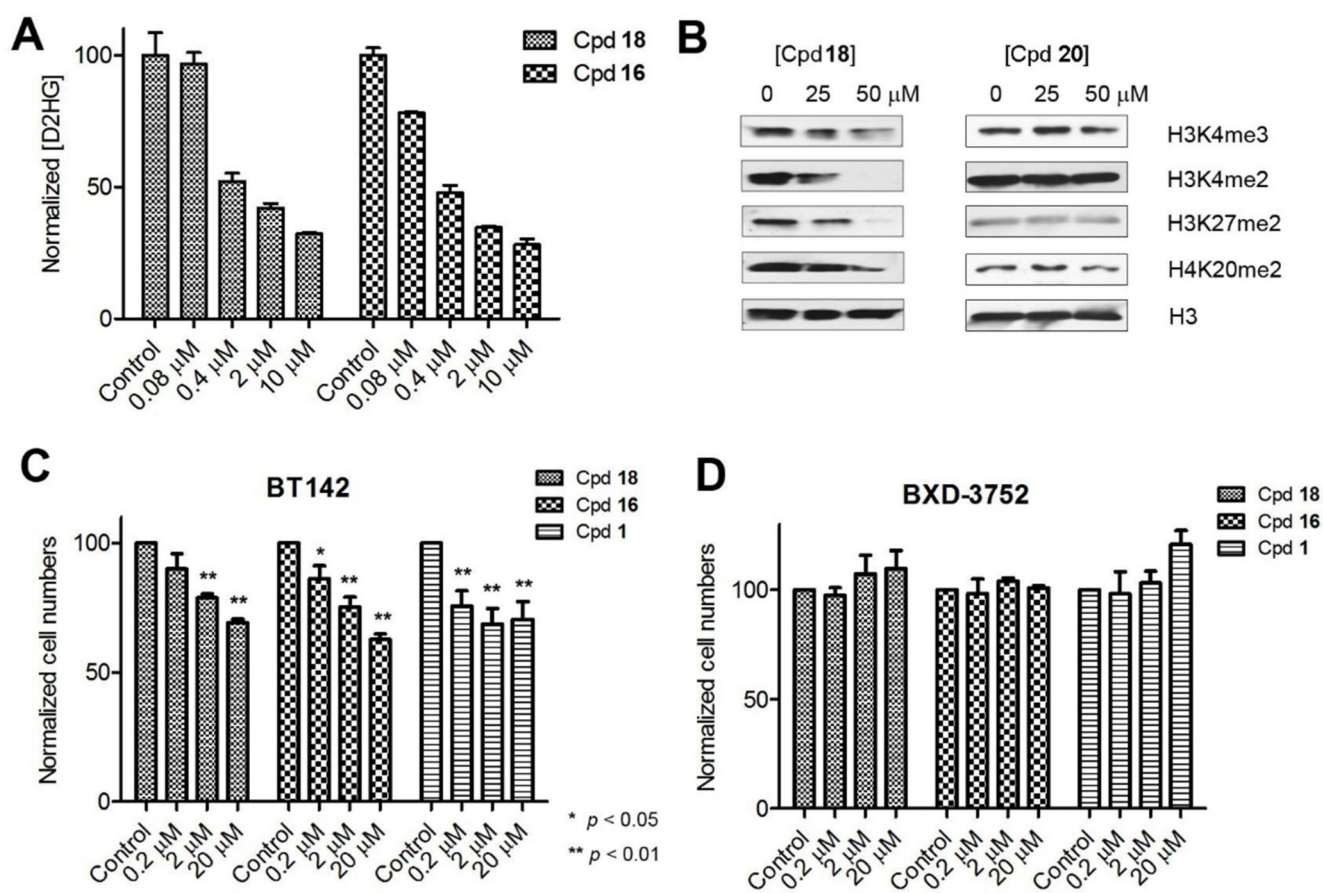 A
Normalized [D2HG]
100
50
0
Control
0.08 μM
0.4 μM
2 μM
10 μM
Control
0.08 μM
0.4 μM
2 μM
10 μM
Cpd 18
Cpd 16
B
[Cpd 18]
[Cpd 20]
0 25 50 μM
0 25 50 μM
H3K4me3
H3K4me2
H3K27me2
H4K20me2
H3
C
BT142
Cpd 18
Cpd 16
Cpd 1
Normalized cell numbers
100
50
0
** **
* ** **
** ** **
Control
0.2 μM
2 μM
20 μM
Control
0.2 μM
2 μM
20 μM
Control
0.2 μM
2 μM
20 μM
* p < 0.05
** p < 0.01
D
BXD-3752
Cpd 18
Cpd 16
Cpd 1
Normalized cell numbers
100
50
0
Control
0.2 μM
2 μM
20 μM
Control
0.2 μM
2 μM
20 μM
Control
0.2 μM
2 μM
20 μM